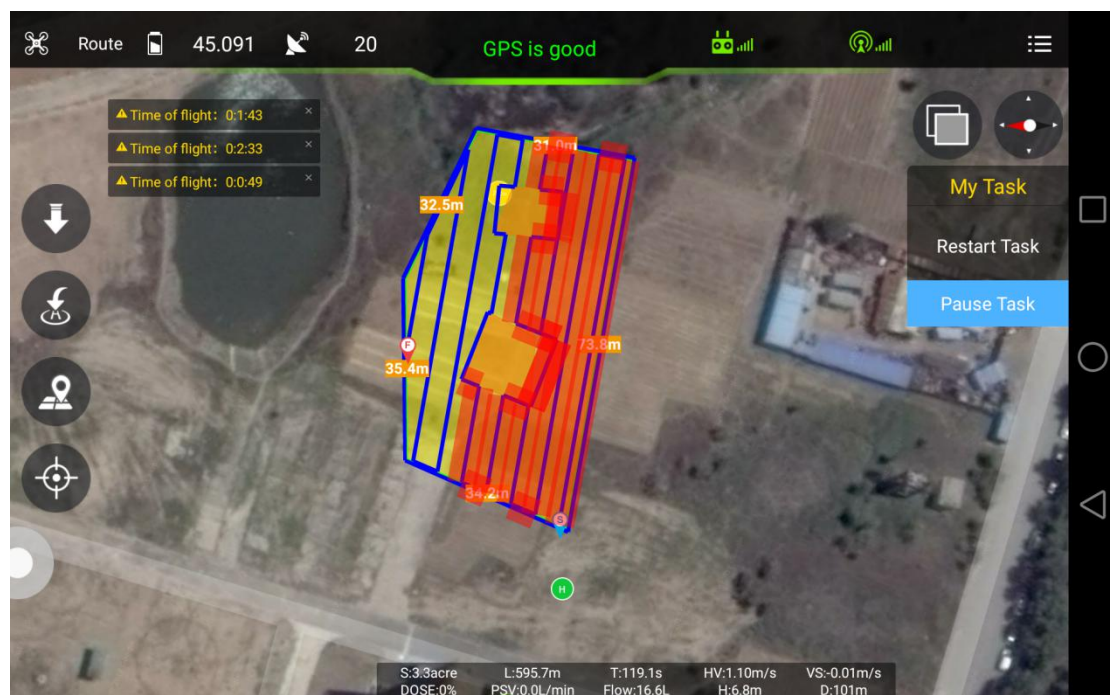 Route 45.091 20 GPS is good
Time of flight: 0:1:43 ×
Time of flight: 0:2:33 ×
Time of flight: 0:0:49 ×
31.0m
My Task
32.5m
Restart Task
Pause Task
F
73.8m
35.4m
34.2m
S
H
S:3.3acre L:595.7m T:119.1s HV:1.10m/s VS:-0.01m/s
DOSE:0% PSV:0.0L/min Flow:16.6L H:6.8m D:101m